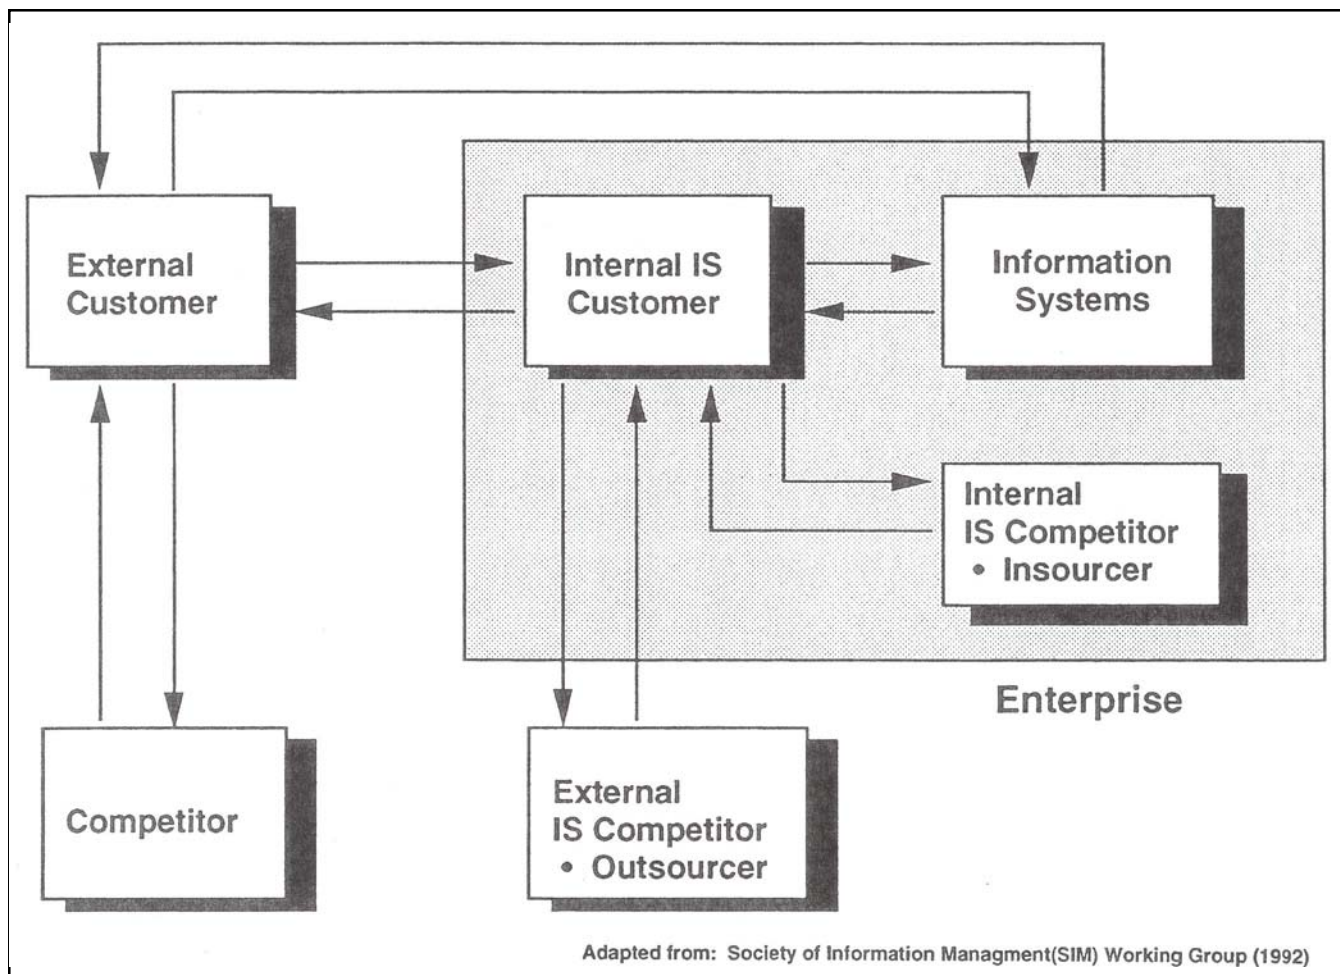 External
Customer
Internal IS
Customer
Information
Systems
Internal
IS Competitor
• Insourcer
Enterprise
Competitor
External
IS Competitor
• Outsourcer
Adapted from: Society of Information Managment(SIM) Working Group (1992)